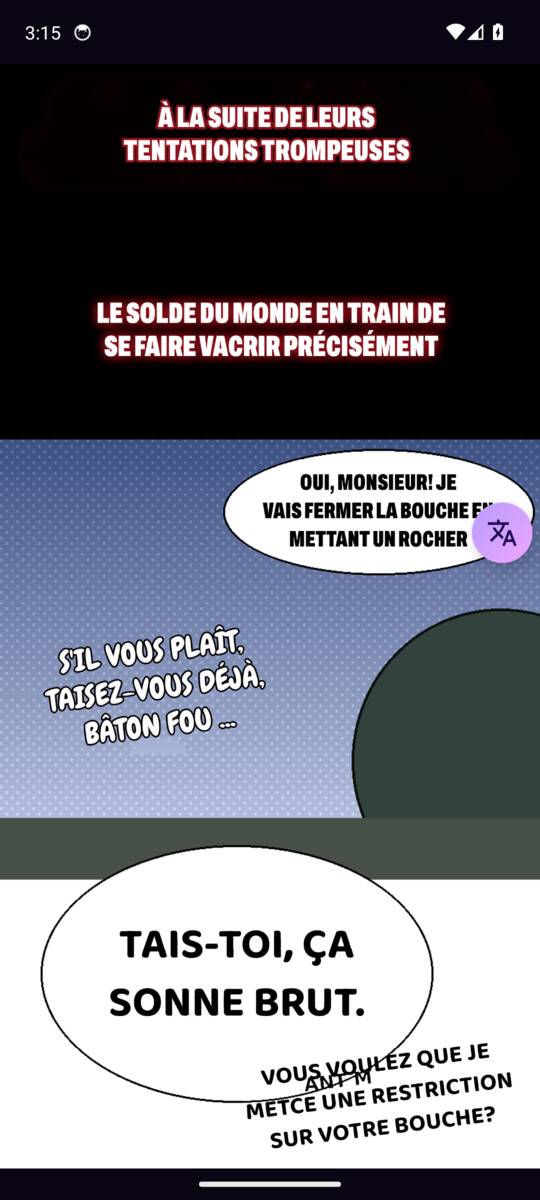 3:15
À LA SUITE DE LEURS
TENTATIONS TROMPEUSES
LE SOLDE DU MONDE EN TRAIN DE
SE FAIRE VACRIR PRÉCISÉMENT
OUI, MONSIEUR! JE
VAIS FERMER LA BOUCHE
METTANT UN ROCHER
S'IL VOUS PLAÎT,
TAISEZ-VOUS DÉJÀ,
BÂTON FOU ...
TAIS-TOI, ÇA
SONNE BRUT.
VOUS VOULEZ QUE JE
ANT M
METCE UNE RESTRICTION
SUR VOTRE BOUCHE?